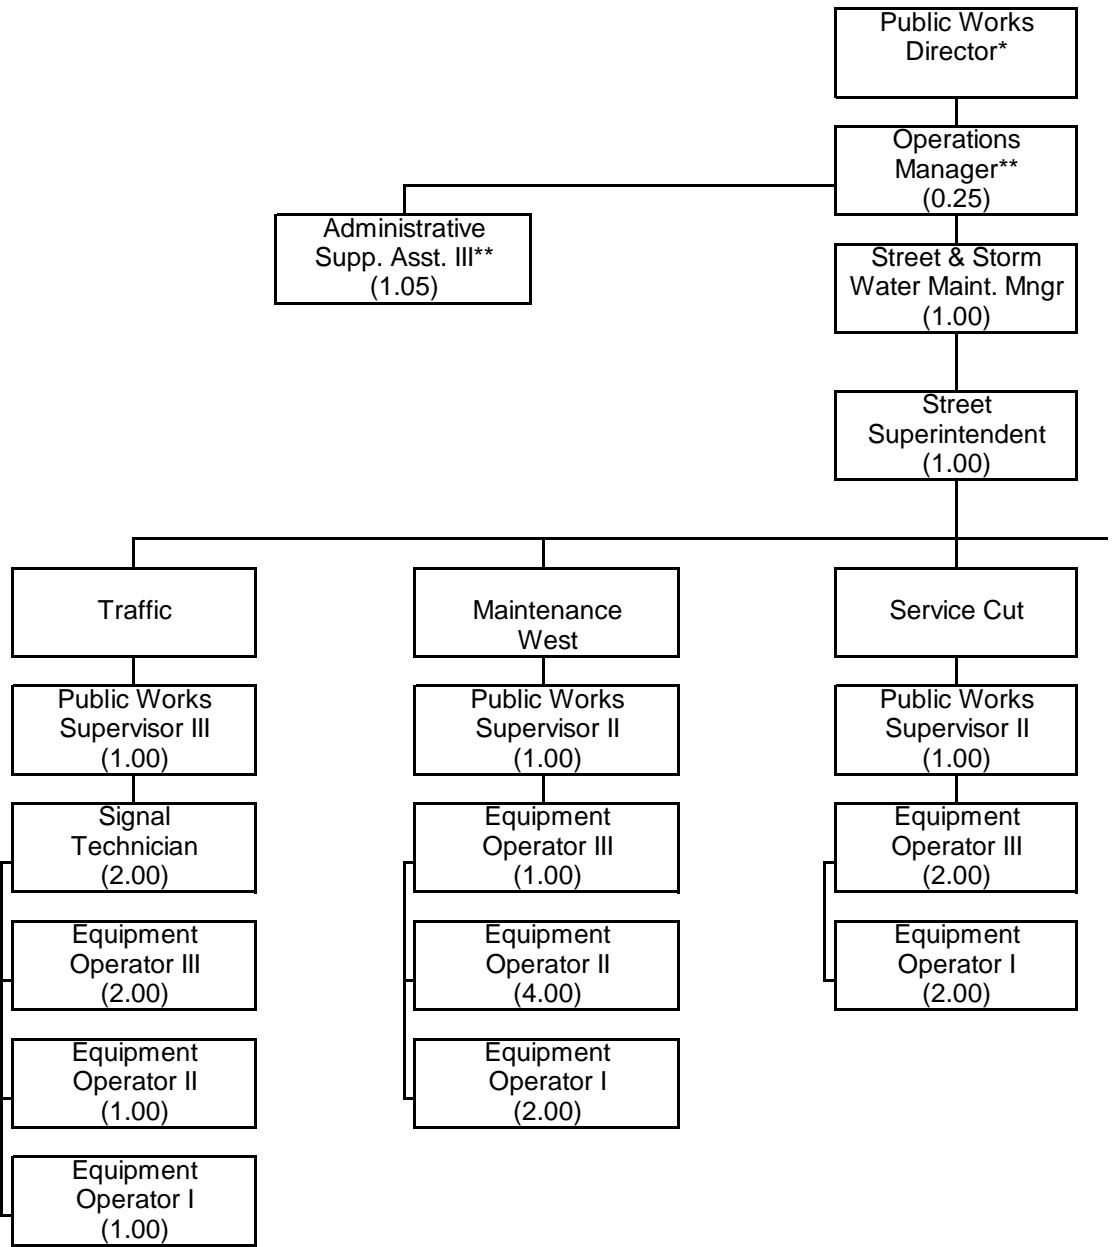 Public Works
Director*
Operations
Manager**
(0.25)
Administrative
Supp. Asst. III**
(1.05)
Street & Storm
Water Maint. Mngr
(1.00)
Street
Superintendent
(1.00)
Traffic
Public Works
Supervisor III
(1.00)
Signal
Technician
(2.00)
Equipment
Operator III
(2.00)
Equipment
Operator II
(1.00)
Equipment
Operator I
(1.00)
Maintenance
West
Public Works
Supervisor II
(1.00)
Equipment
Operator III
(1.00)
Equipment
Operator II
(4.00)
Equipment
Operator I
(2.00)
Service Cut
Public Works
Supervisor II
(1.00)
Equipment
Operator III
(2.00)
Equipment
Operator I
(2.00)